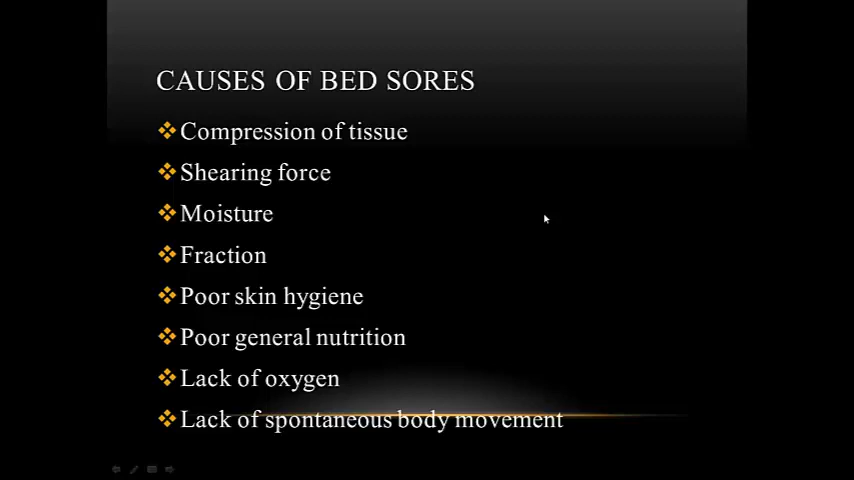 CAUSES OF BED SORES
Compression of tissue
Shearing force
Moisture
Fraction
Poor skin hygiene
Poor general nutrition
Lack of oxygen
Lack of spontaneous body movement